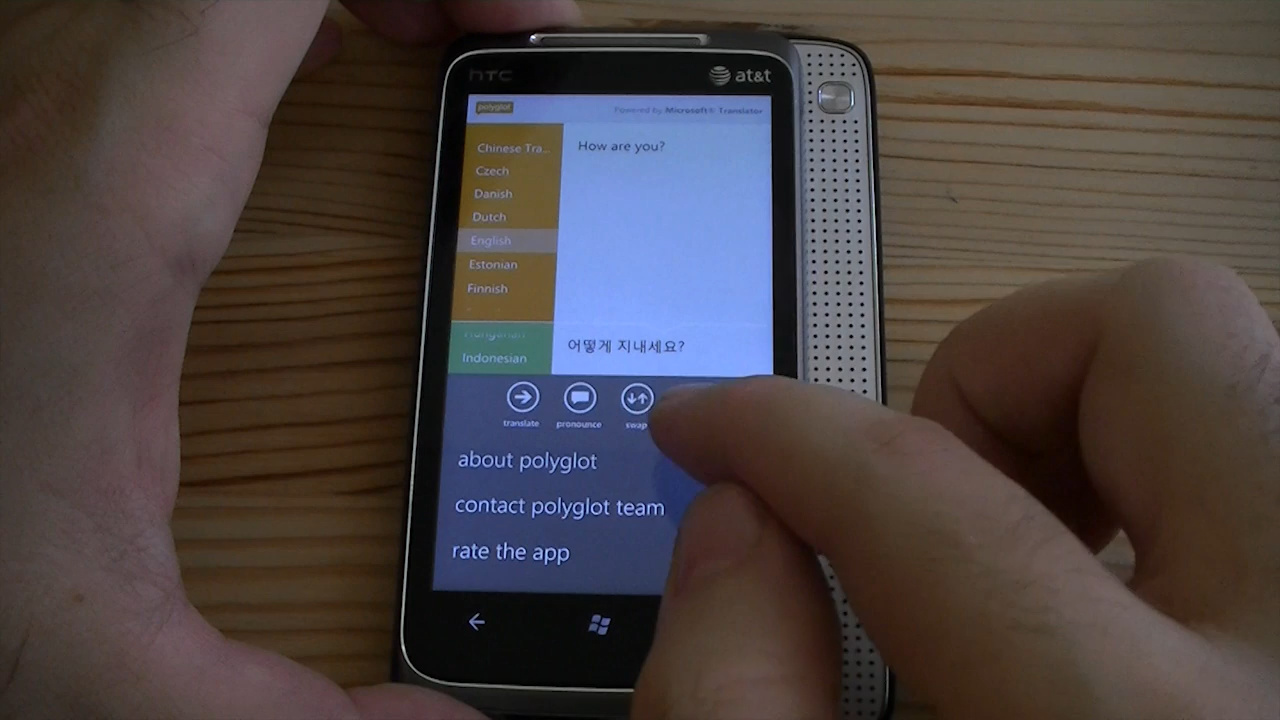 hTC
at&t
polyglot
Powered by Microsoft® Translator
Chinese Tra...
Czech
Danish
Dutch
English
Estonian
Finnish
How are you?
Hungarian
Indonesian
어떻게 지내세요?
translate
pronounce
swap
about polyglot
contact polyglot team
rate the app